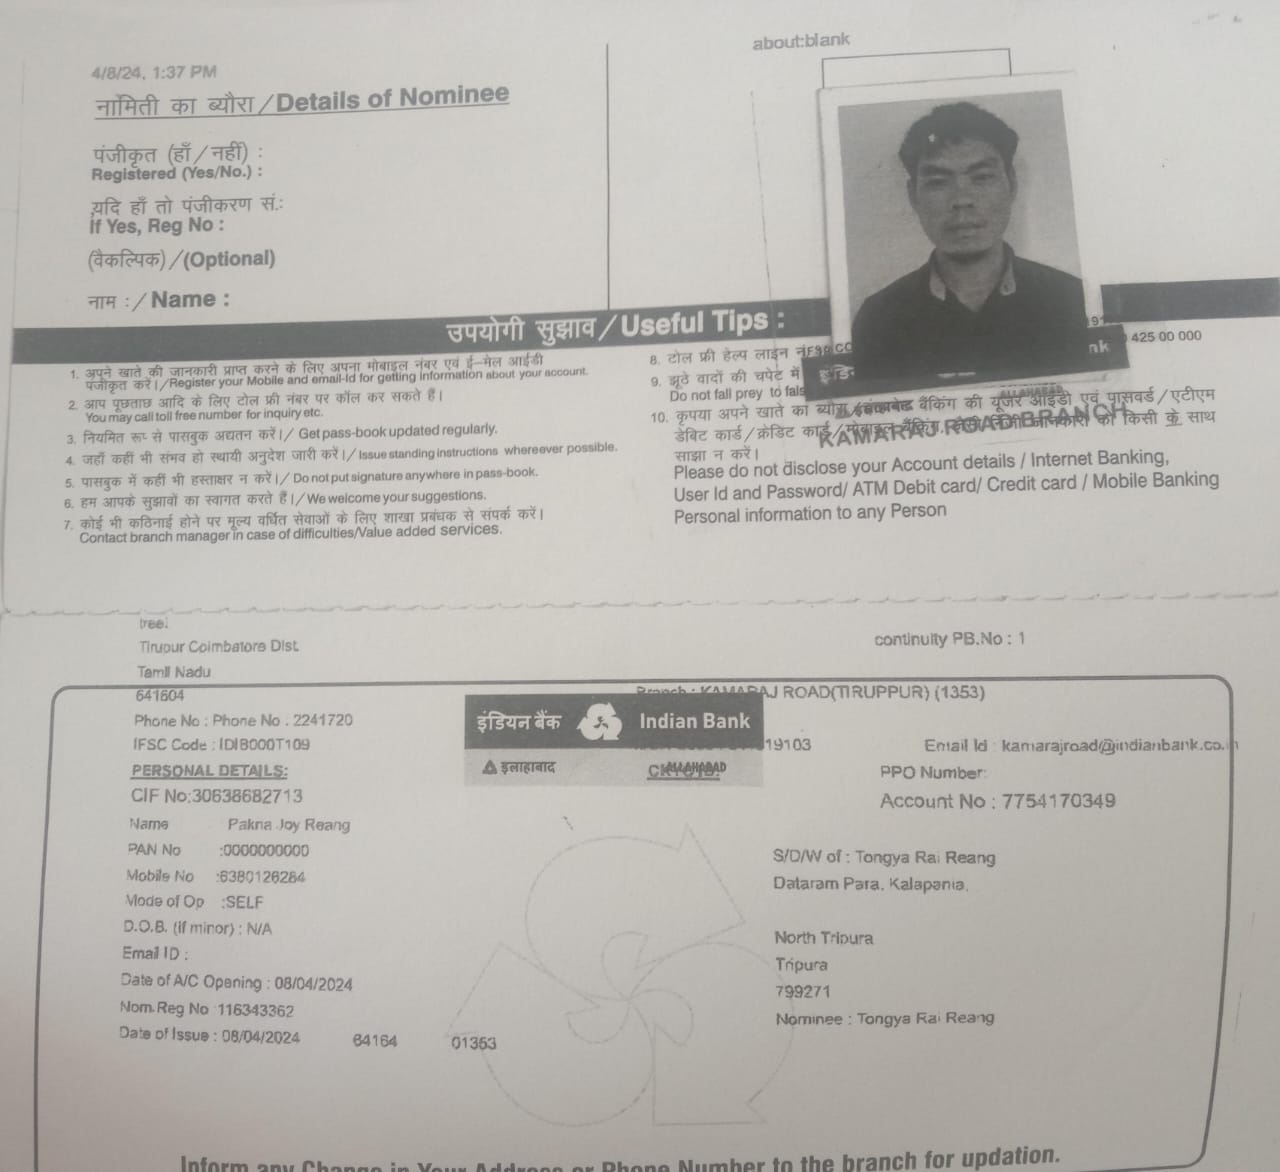 about:blank
4/8/24, 1:37 PM
नामिती का ब्यौरा / Details of Nominee
पंजीकृत (हाँ / नहीं) :
Registered (Yes/No.) :
यदि हाँ तो पंजीकरण सं.:
If Yes, Reg No :
(वैकल्पिक) / (Optional)
नाम : / Name :
उपयोगी सुझाव / Useful Tips :
1. अपने खाते की जानकारी प्राप्त करने के लिए अपना मोबाइल नंबर एवं ई-मेल आईडी
पंजीकृत करें। / Register your Mobile and email-Id for getting information about your account.
2. आप पूछताछ आदि के लिए टोल फ्री नंबर पर कॉल कर सकते हैं।
You may call toll free number for inquiry etc.
3. नियमित रूप से पासबुक अद्यतन करें। / Get pass-book updated regularly.
4. जहाँ कहीं भी संभव हो स्थायी अनुदेश जारी करें। / Issue standing instructions whereever possible.
5. पासबुक में कहीं भी हस्ताक्षर न करें। / Do not put signature anywhere in pass-book.
6. हम आपके सुझावों का स्वागत करते हैं। / We welcome your suggestions.
7. कोई भी कठिनाई होने पर मूल्य वर्धित सेवाओं के लिए शाखा प्रबंधक से संपर्क करें।
Contact branch manager in case of difficulties/Value added services.
8. टोल फ्री हेल्प लाइन नं
425 00 000
9. झूठे वादों की चपेट में
Do not fall prey to fals
ALLAHABAD
10. कृपया अपने खाते का ब्यौरा / इंटरनेट बैंकिंग की यूजर आईडी एवं पासवर्ड / एटीएम
डेबिट कार्ड / क्रेडिट कार्ड / मोबाइल बैंकिंग, जैसी निजी जानकारी को किसी के साथ
साझा न करें।
KAMARAJ ROAD BRANCH
Please do not disclose your Account details / Internet Banking,
User Id and Password/ ATM Debit card/ Credit card / Mobile Banking
Personal information to any Person
tree.
Tirupur Coimbatore Dist.
Tamil Nadu
641604
Phone No : Phone No . 2241720
IFSC Code : IDIB000T109
PERSONAL DETAILS:
CIF No:30638682713
Name Pakna Joy Reang
PAN No :0000000000
Mobile No :6380126284
Mode of Op :SELF
D.O.B. (if minor) : N/A
Email ID :
Date of A/C Opening : 08/04/2024
Nom.Reg No 116343362
Date of Issue : 08/04/2024 64164 01353
इंडियन बैंक Indian Bank
इलाहाबाद ALLAHABAD
continuity PB.No : 1
Branch : KAMARAJ ROAD(TIRUPPUR) (1353)
19103 Email Id : kamarajroad@indianbank.co.in
PPO Number:
Account No : 7754170349
S/D/W of : Tongya Rai Reang
Dataram Para, Kalapania,
North Tripura
Tripura
799271
Nominee : Tongya Rai Reang
Inform any Change in Your Address or Phone Number to the branch for updation.